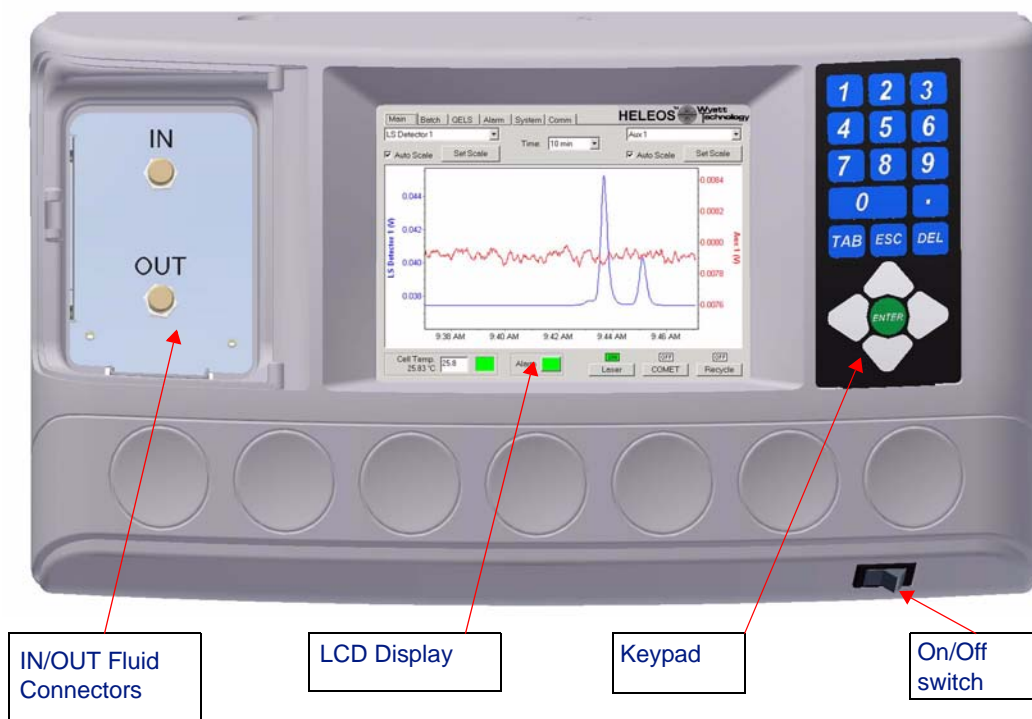 IN
OUT
Main Batch QELS Alarm System Comm
HELEOS™ Wyatt Technology
LS Detector 1
Time: 10 min
Aux 1
Auto Scale Set Scale
Auto Scale Set Scale
LS Detector 1 (V)
0.044
0.042
0.040
0.038
0.0084
0.0082
0.0080
0.0078
0.0076
Aux 1 (V)
9:38 AM 9:40 AM 9:42 AM 9:44 AM 9:46 AM
Cell Temp.
25.83 °C
25.8
Alarm
ON
Laser
OFF
COMET
OFF
Recycle
1 2 3
4 5 6
7 8 9
0 .
TAB ESC DEL
ENTER
IN/OUT Fluid
Connectors
LCD Display
Keypad
On/Off
switch